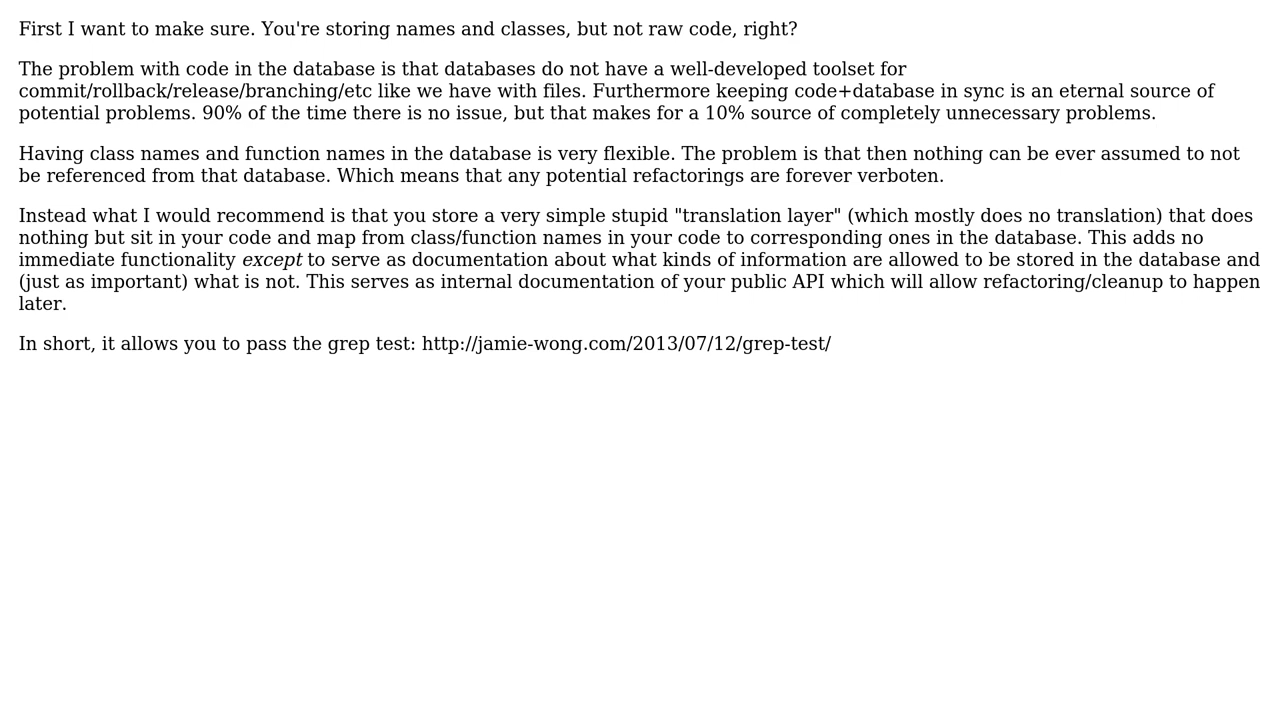 First I want to make sure. You're storing names and classes, but not raw code, right?
The problem with code in the database is that databases do not have a well-developed toolset for
commit/rollback/release/branching/etc like we have with files. Furthermore keeping code+database in sync is an eternal source of
potential problems. 90% of the time there is no issue, but that makes for a 10% source of completely unnecessary problems.
Having class names and function names in the database is very flexible. The problem is that then nothing can be ever assumed to not
be referenced from that database. Which means that any potential refactorings are forever verboten.
Instead what I would recommend is that you store a very simple stupid "translation layer" (which mostly does no translation) that does
nothing but sit in your code and map from class/function names in your code to corresponding ones in the database. This adds no
immediate functionality except to serve as documentation about what kinds of information are allowed to be stored in the database and
(just as important) what is not. This serves as internal documentation of your public API which will allow refactoring/cleanup to happen
later.
In short, it allows you to pass the grep test: http://jamie-wong.com/2013/07/12/grep-test/